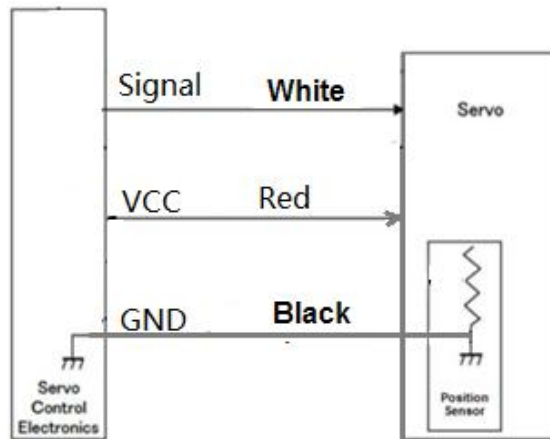 Signal White
Servo
VCC Red
GND Black
Servo
Control
Electronics
Position
Sensor